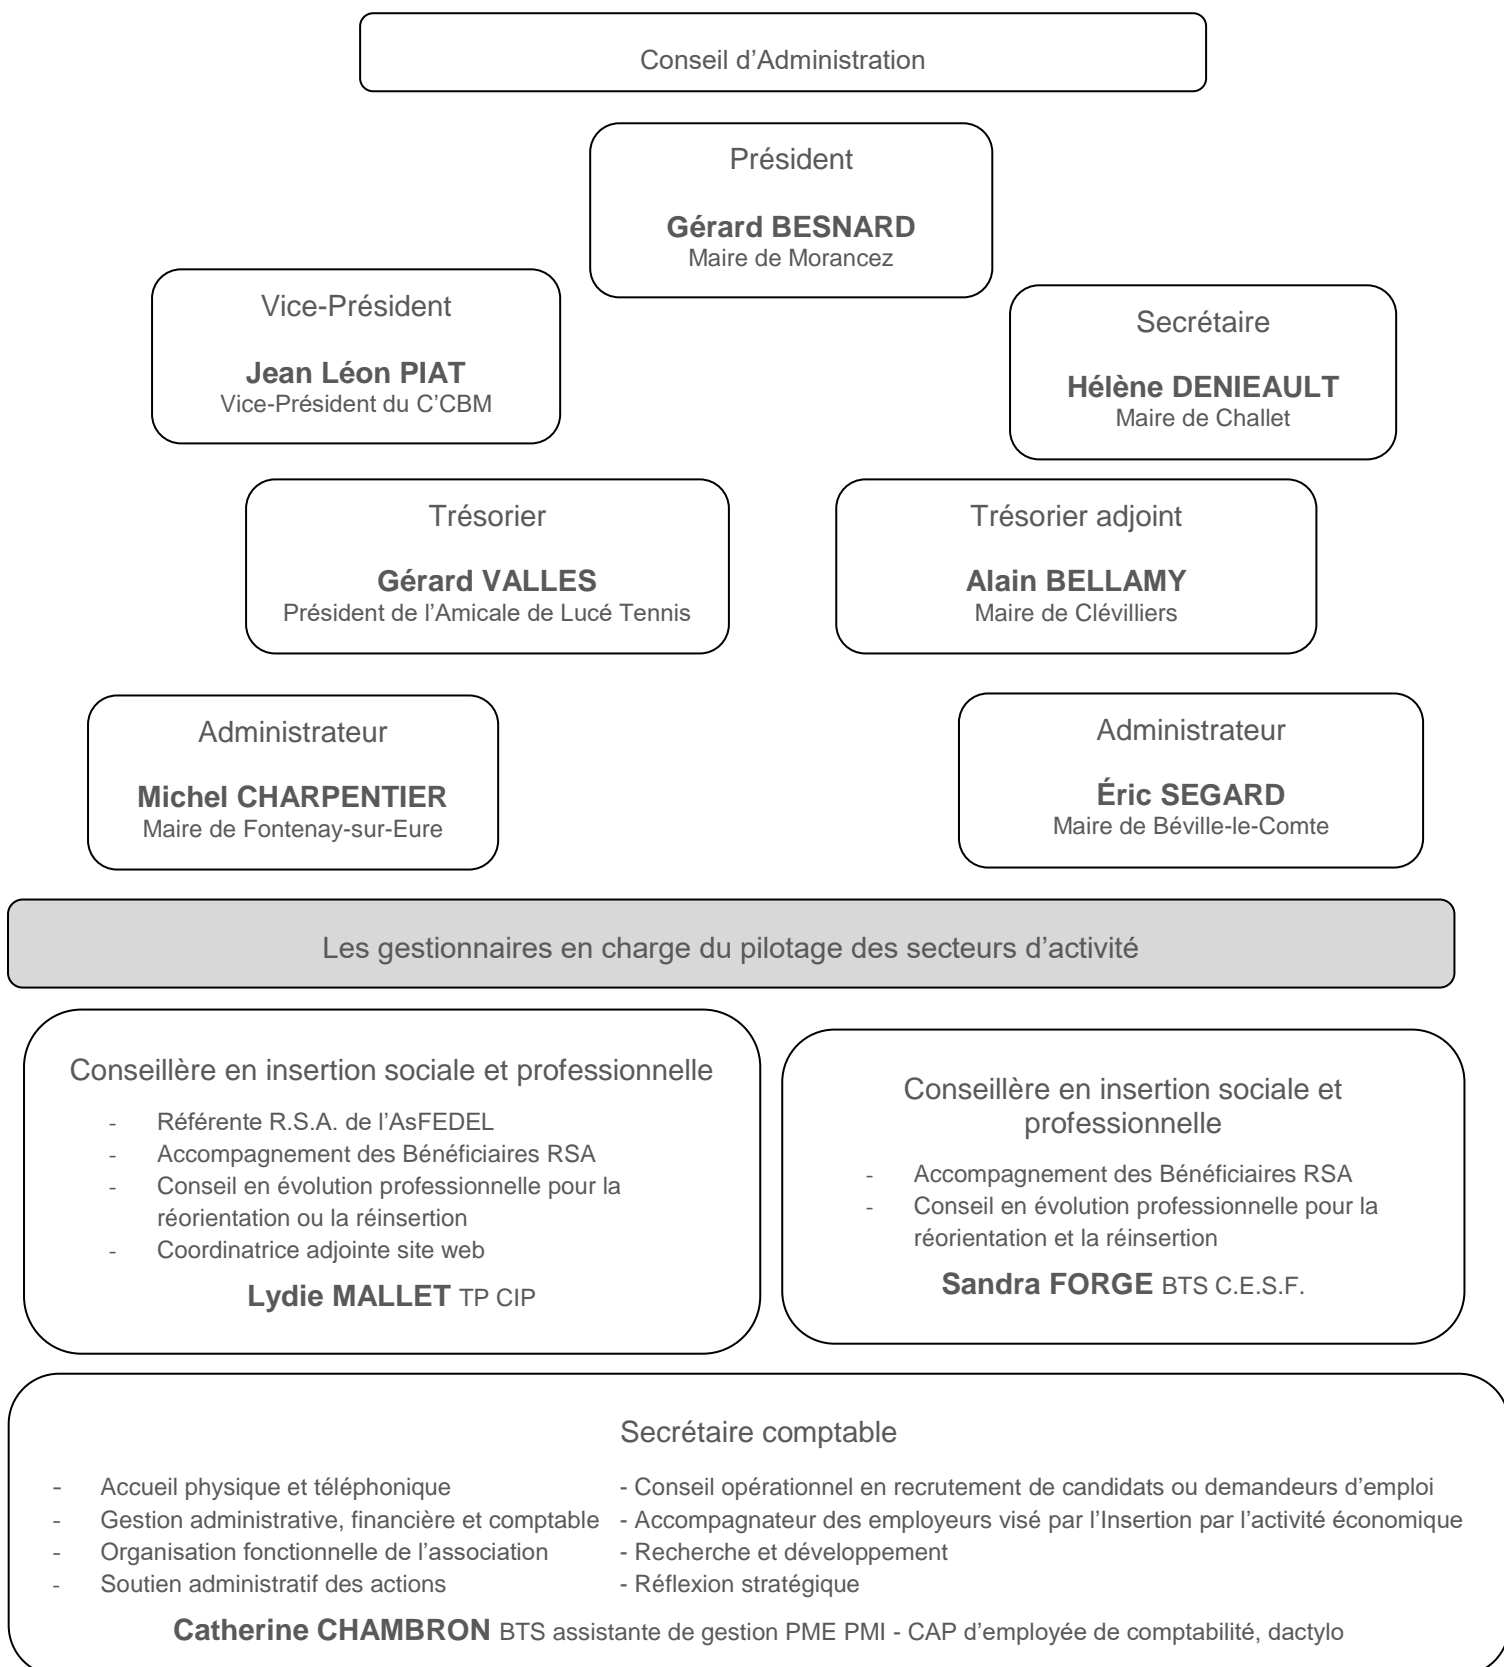 Conseil d'Administration
Président
Gérard BESNARD
Maire de Morancez
Vice-Président
Jean Léon PIAT
Vice-Président du C'CBM
Secrétaire
Hélène DENIEAULT
Maire de Challet
Trésorier
Gérard VALLES
Président de l'Amicale de Lucé Tennis
Trésorier adjoint
Alain BELLAMY
Maire de Clévilliers
Administrateur
Michel CHARPENTIER
Maire de Fontenay-sur-Eure
Administrateur
Éric SEGARD
Maire de Béville-le-Comte
Les gestionnaires en charge du pilotage des secteurs d'activité
Conseillère en insertion sociale et professionnelle
- Référente R.S.A. de l'AsFEDEL
- Accompagnement des Bénéficiaires RSA
- Conseil en évolution professionnelle pour la
réorientation ou la réinsertion
- Coordinatrice adjointe site web
Lydie MALLET TP CIP
Conseillère en insertion sociale et
professionnelle
- Accompagnement des Bénéficiaires RSA
- Conseil en évolution professionnelle pour la
réorientation et la réinsertion
Sandra FORGE BTS C.E.S.F.
Secrétaire comptable
- Accueil physique et téléphonique
- Gestion administrative, financière et comptable
- Organisation fonctionnelle de l'association
- Soutien administratif des actions
- Conseil opérationnel en recrutement de candidats ou demandeurs d'emploi
- Accompagnateur des employeurs visé par l'Insertion par l'activité économique
- Recherche et développement
- Réflexion stratégique
Catherine CHAMBRON BTS assistante de gestion PME PMI - CAP d'employée de comptabilité, dactylo